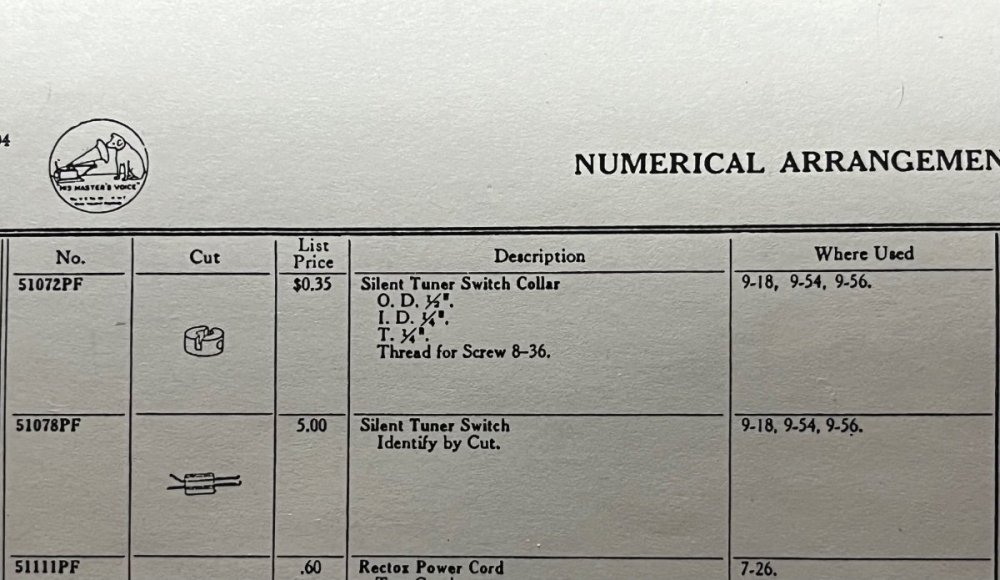 04
HIS MASTER'S VOICE
NUMERICAL ARRANGEMEN
No. Cut List Price Description Where Used
51072PF $0.35 Silent Tuner Switch Collar 9-18, 9-54, 9-56.
O. D. ½".
I. D. ¼".
T. ¼".
Thread for Screw 8-36.
51078PF 5.00 Silent Tuner Switch 9-18, 9-54, 9-56.
Identify by Cut.
51111PF .60 Rectox Power Cord 7-26.